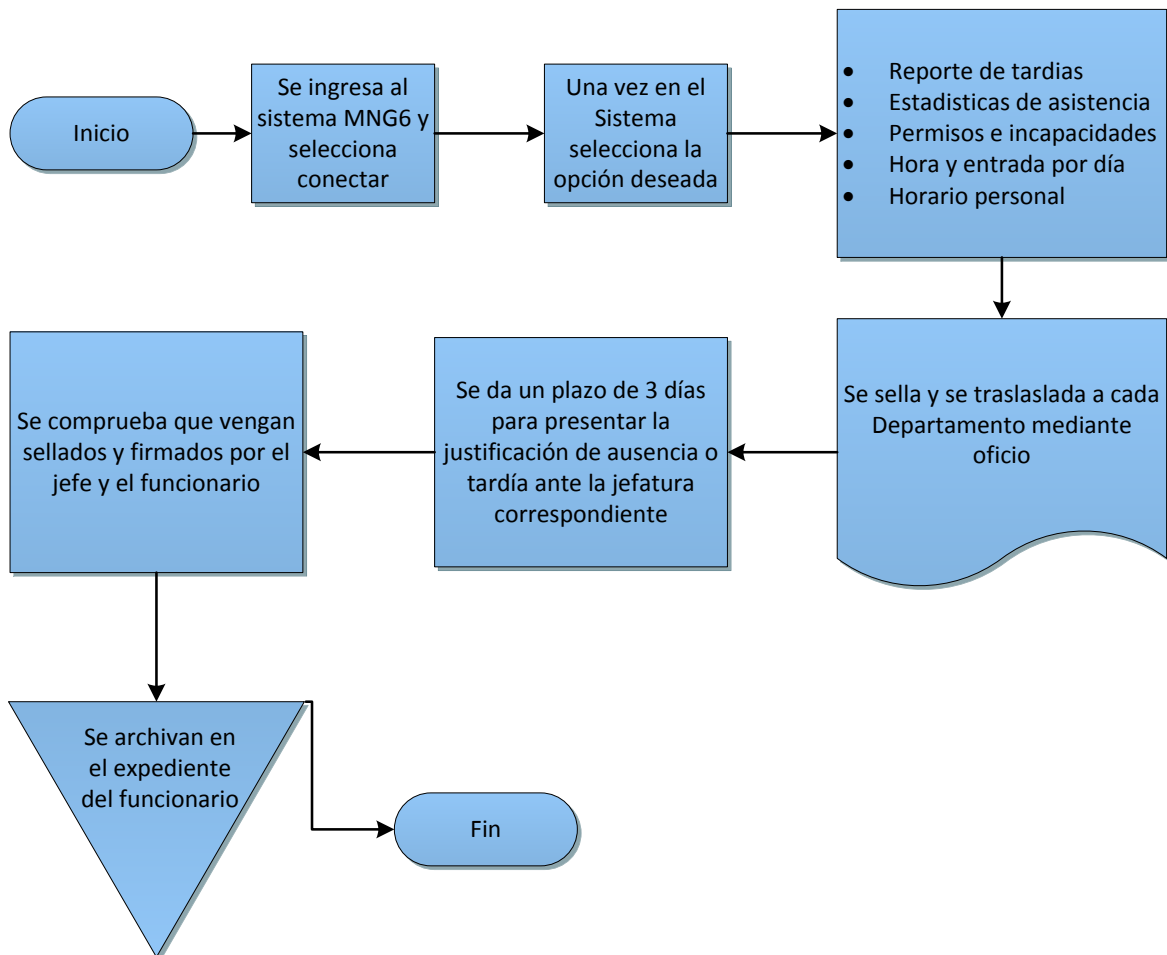 Inicio
Se ingresa al
sistema MNG6 y
selecciona
conectar
Una vez en el
Sistema
selecciona la
opción deseada
• Reporte de tardias
• Estadisticas de asistencia
• Permisos e incapacidades
• Hora y entrada por día
• Horario personal
Se sella y se traslaslada a cada
Departamento mediante
oficio
Se da un plazo de 3 días
para presentar la
justificación de ausencia o
tardía ante la jefatura
correspondiente
Se comprueba que vengan
sellados y firmados por el
jefe y el funcionario
Se archivan en
el expediente
del funcionario
Fin